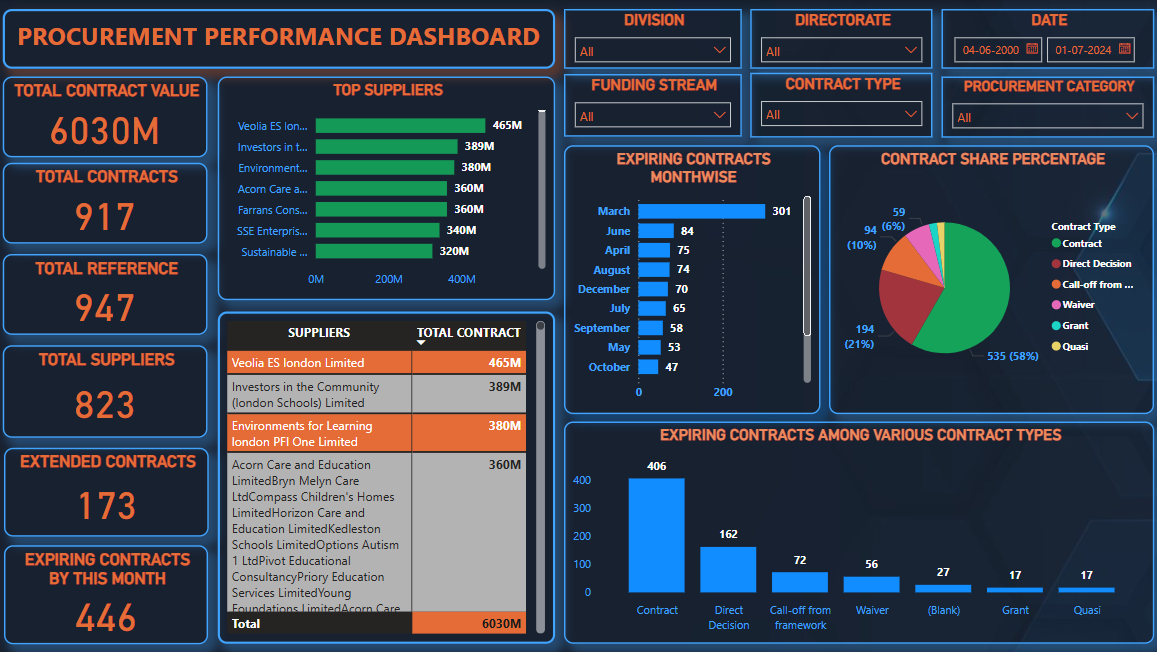 PROCUREMENT PERFORMANCE DASHBOARD
DIVISION
All
DIRECTORATE
All
DATE
04-06-2000
01-07-2024
FUNDING STREAM
All
CONTRACT TYPE
All
PROCUREMENT CATEGORY
All
TOTAL CONTRACT VALUE
6030M
TOTAL CONTRACTS
917
TOTAL REFERENCE
947
TOTAL SUPPLIERS
823
EXTENDED CONTRACTS
173
EXPIRING CONTRACTS
BY THIS MONTH
446
TOP SUPPLIERS
Veolia ES lon... 465M
Investors in t... 389M
Environment... 380M
Acorn Care a... 360M
Farrans Cons... 360M
SSE Enterpris... 340M
Sustainable ... 320M
0M 200M 400M
SUPPLIERS TOTAL CONTRACT
Veolia ES london Limited 465M
Investors in the Community 389M
(london Schools) Limited
Environments for Learning 380M
london PFI One Limited
Acorn Care and Education 360M
LimitedBryn Melyn Care
LtdCompass Children's Homes
LimitedHorizon Care and
Education LimitedKedleston
Schools LimitedOptions Autism
1 LtdPivot Educational
ConsultancyPriory Education
Services LimitedYoung
Foundations LimitedAcorn Care
Total 6030M
EXPIRING CONTRACTS
MONTHWISE
March 301
June 84
April 75
August 74
December 70
July 65
September 58
May 53
October 47
0 200
CONTRACT SHARE PERCENTAGE
59
(6%)
94
(10%)
194
(21%)
535 (58%)
Contract Type
Contract
Direct Decision
Call-off from ...
Waiver
Grant
Quasi
EXPIRING CONTRACTS AMONG VARIOUS CONTRACT TYPES
400
300
200
100
0
406
162
72
56
27
17
17
Contract
Direct
Decision
Call-off from
framework
Waiver
(Blank)
Grant
Quasi